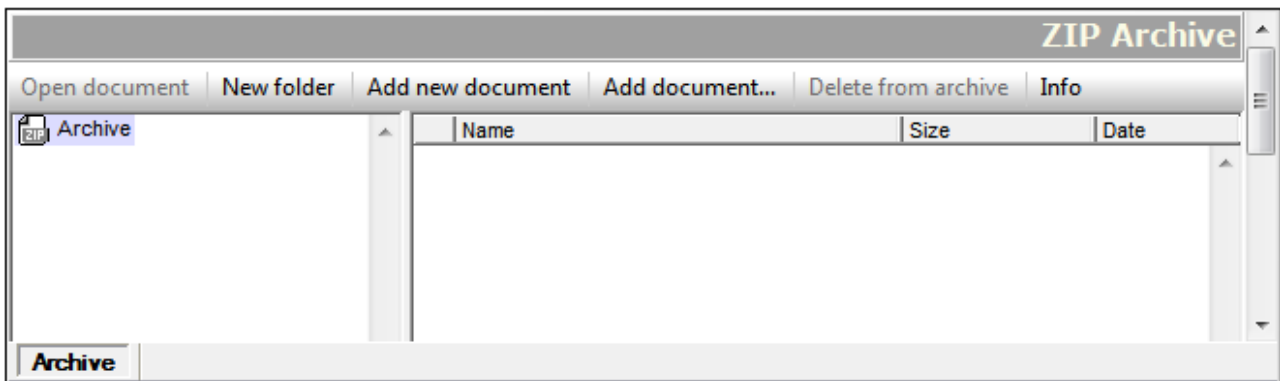 ZIP Archive
Open document New folder Add new document Add document... Delete from archive Info
ZIP Archive Name Size Date
Archive